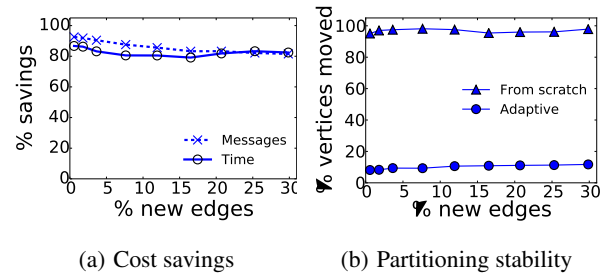 100
80
60
40
20
0
% savings
Messages
Time
0 5 10 15 20 25 30
% new edges
(a) Cost savings
100
80
60
40
20
0
% vertices moved
From scratch
Adaptive
0 5 10 15 20 25 30
% new edges
(b) Partitioning stability